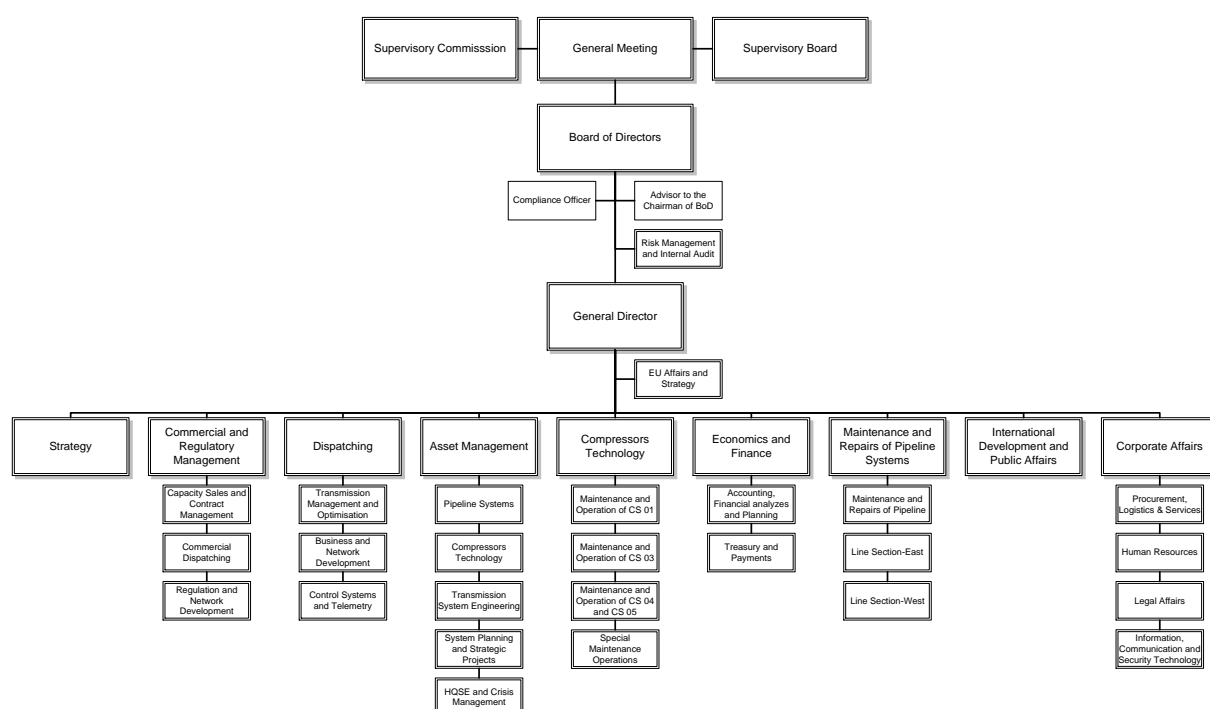 Supervisory Commisssion
General Meeting
Supervisory Board
Board of Directors
Compliance Officer
Advisor to the
Chairman of BoD
Risk Management
and Internal Audit
General Director
EU Affairs and
Strategy
Strategy
Commercial and
Regulatory
Management
Dispatching
Asset Management
Compressors
Technology
Economics and
Finance
Maintenance and
Repairs of Pipeline
Systems
International
Development and
Public Affairs
Corporate Affairs
Capacity Sales and
Contract
Management
Commercial
Dispatching
Regulation and
Network
Development
Transmission
Management and
Optimisation
Business and
Network
Development
Control Systems
and Telemetry
Pipeline Systems
Compressors
Technology
Transmission
System Engineering
System Planning
and Strategic
Projects
HQSE and Crisis
Management
Maintenance and
Operation of CS 01
Maintenance and
Operation of CS 03
Maintenance and
Operation of CS 04
and CS 05
Special
Maintenance
Operations
Accounting,
Financial analyzes
and Planning
Treasury and
Payments
Maintenance and
Repairs of Pipeline
Line Section-East
Line Section-West
Procurement,
Logistics & Services
Human Resources
Legal Affairs
Information,
Communication and
Security Technology